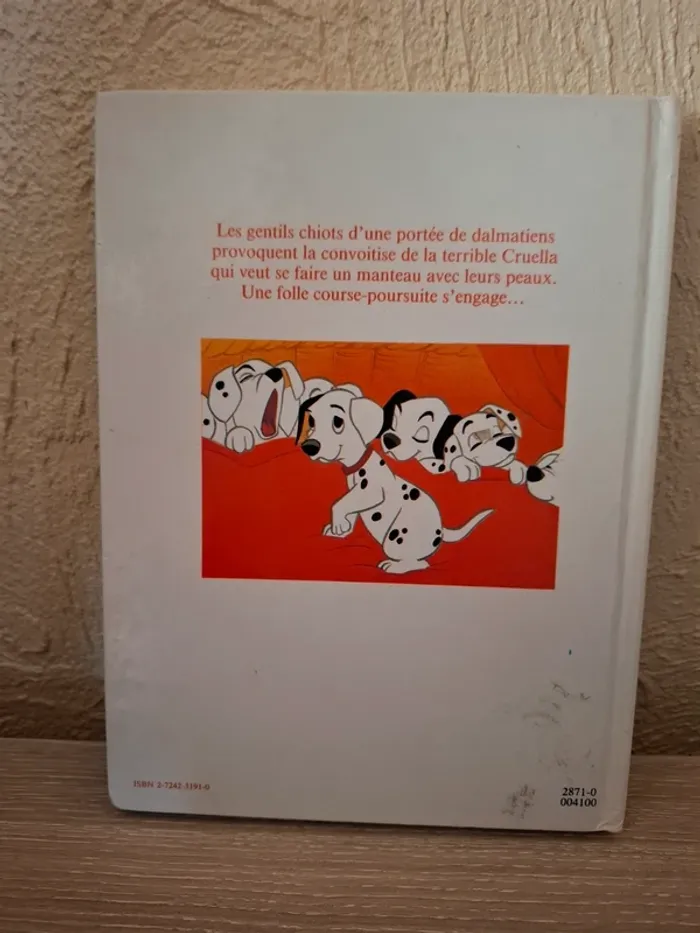 Les gentils chiots d'une portée de dalmatiens
provoquent la convoitise de la terrible Cruella
qui veut se faire un manteau avec leurs peaux.
Une folle course-poursuite s'engage...
ISBN 2-7242-5191-0
2871-0
004100